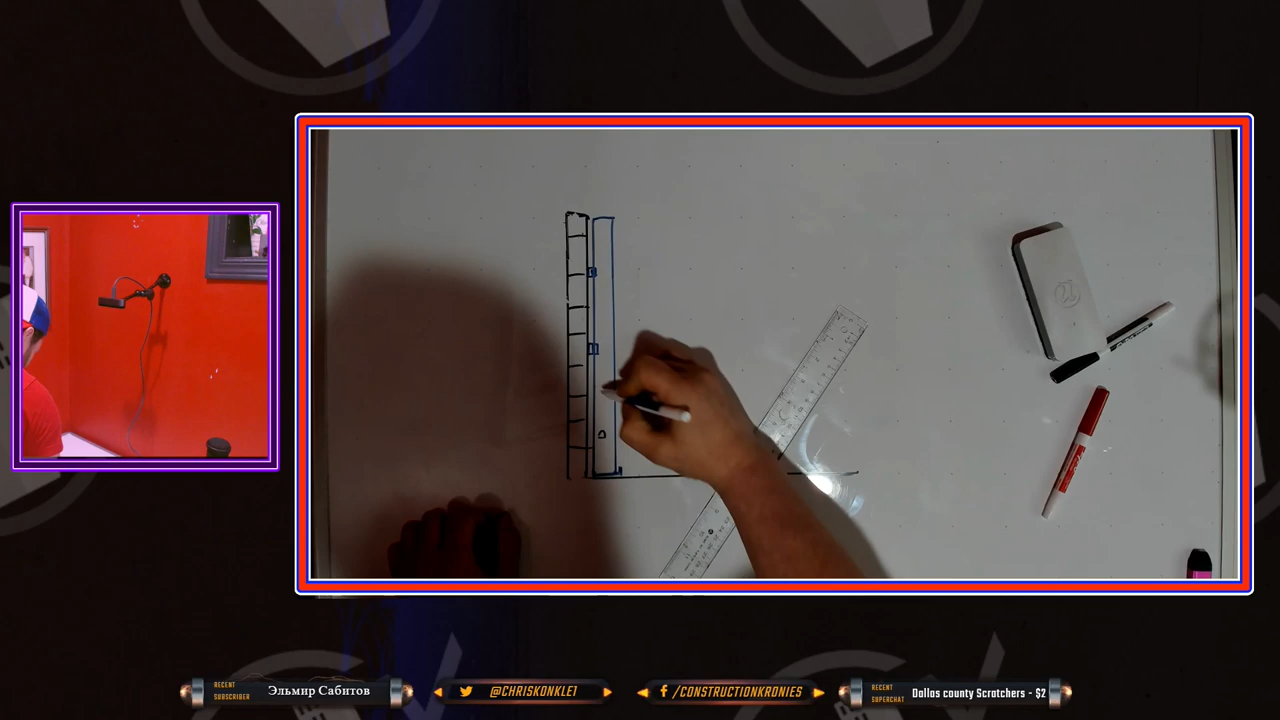 RECENT
SUBSCRIBER
Эльмир Сабитов
@CHRISKONKLE1
/CONSTRUCTIONKRONIES
RECENT
SUPERCHAT
Dallas county Scratchers - $2